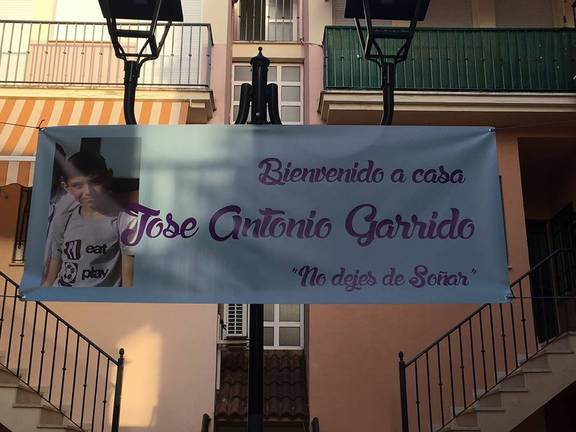 Bienvenido a casa
Jose Antonio Garrido
"No dejes de Soñar"
eat
play